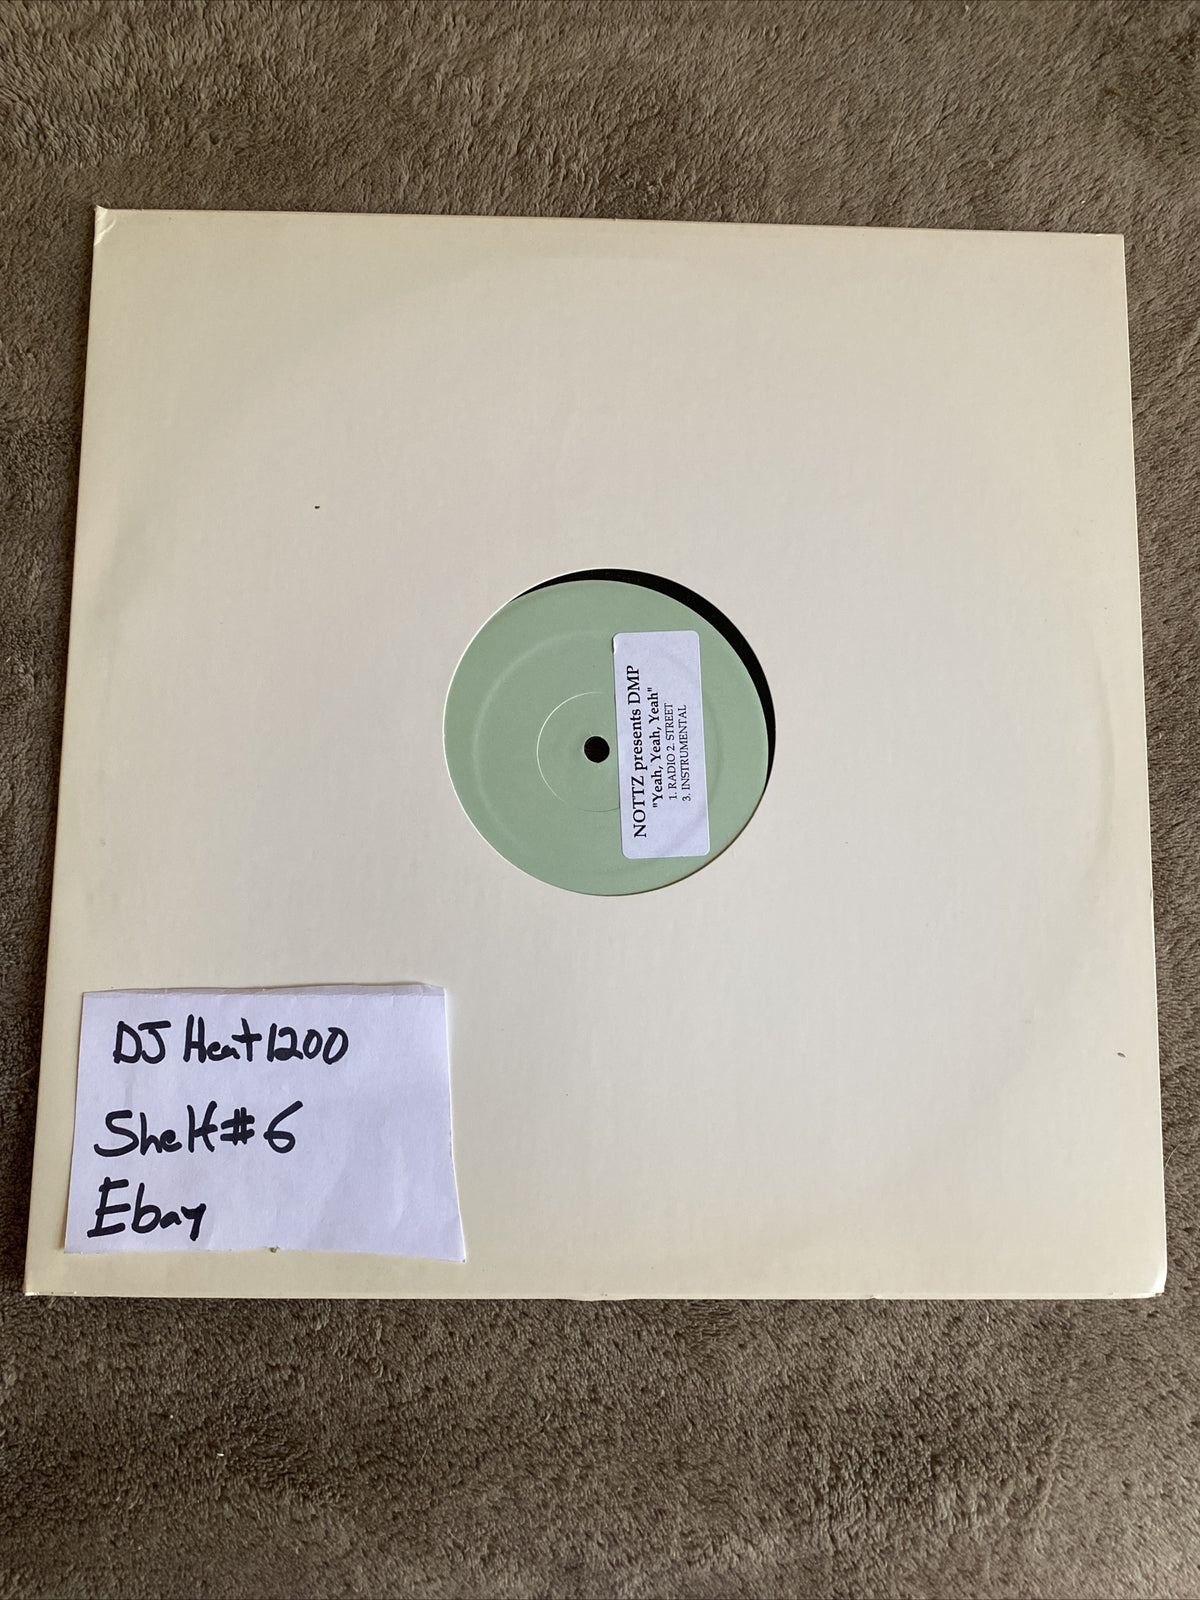 NOTTZ presents DMP
"Yeah, Yeah, Yeah"
1. RADIO 2. STREET
3. INSTRUMENTAL
DJ Heat1200
Shelf#6
Ebay